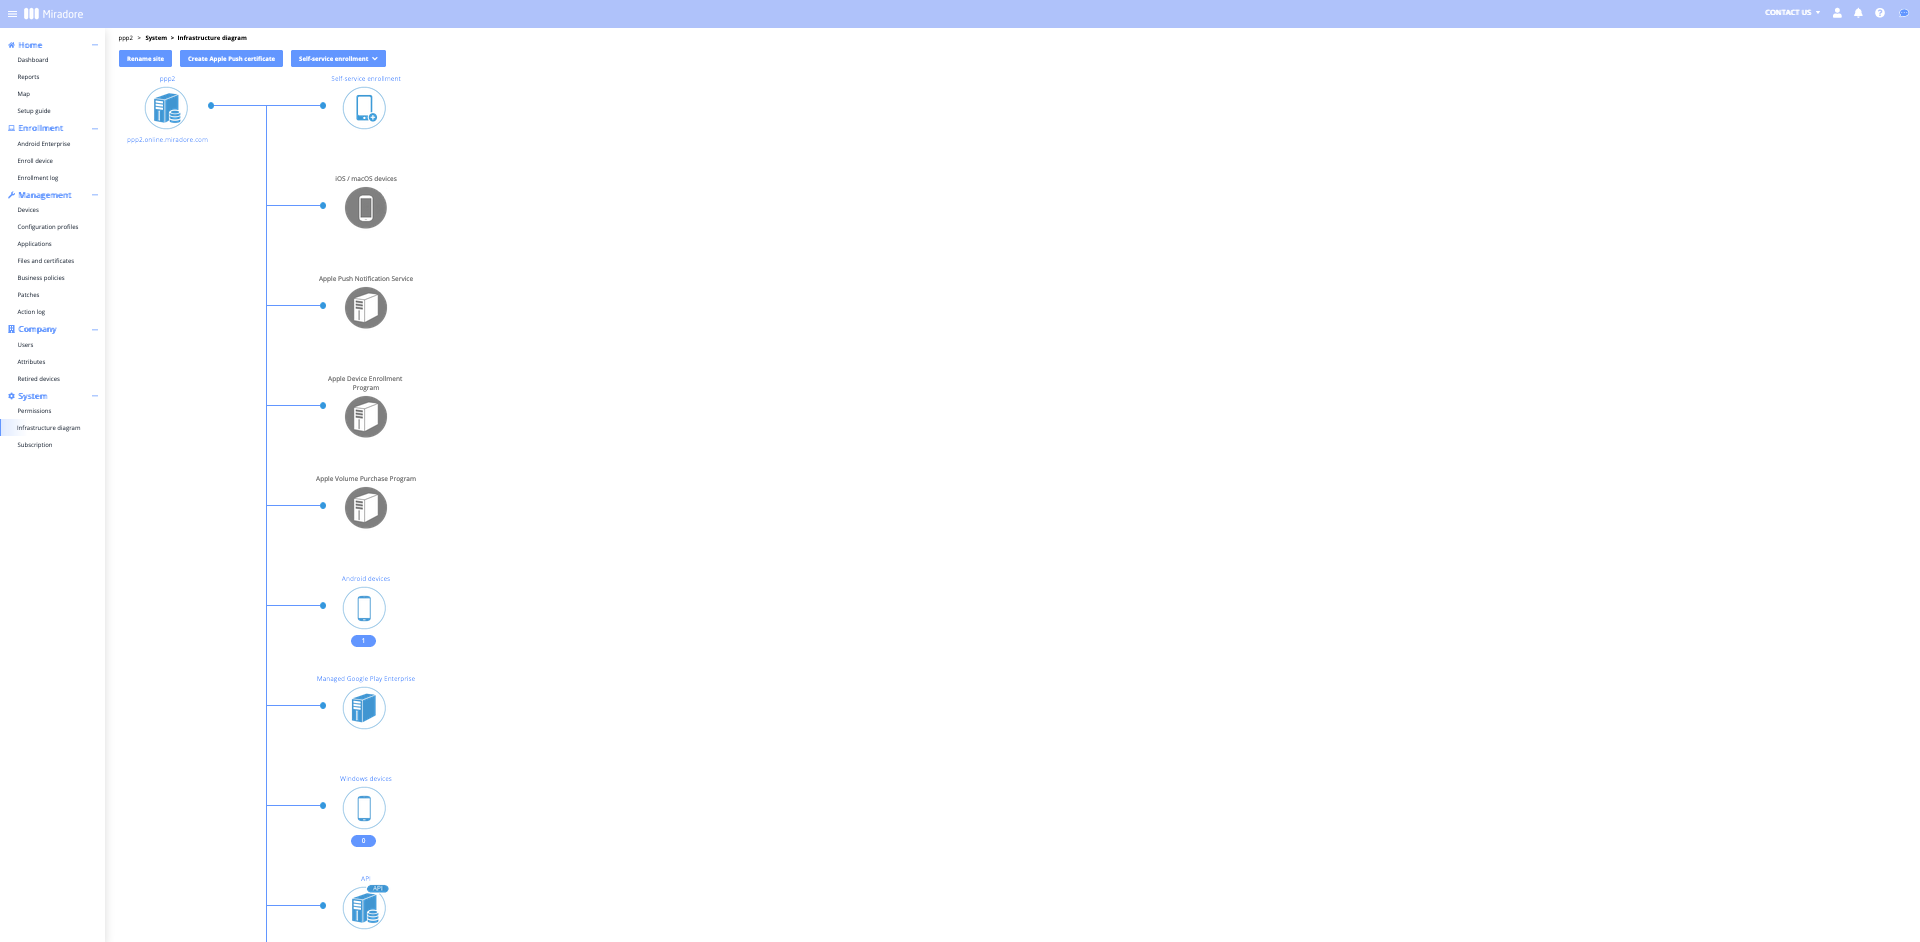 Miradore
CONTACT US
Home
Dashboard
Reports
Map
Setup guide
Enrollment
Android Enterprise
Enroll device
Enrollment log
Management
Devices
Configuration profiles
Applications
Files and certificates
Business policies
Patches
Action log
Company
Users
Attributes
Retired devices
System
Permissions
Infrastructure diagram
Subscription
ppp2 > System > Infrastructure diagram
Rename site
Create Apple Push certificate
Self-service enrollment
ppp2
ppp2.online.miradore.com
Self-service enrollment
iOS / macOS devices
Apple Push Notification Service
Apple Device Enrollment
Program
Apple Volume Purchase Program
Android devices
1
Managed Google Play Enterprise
Windows devices
0
API
API